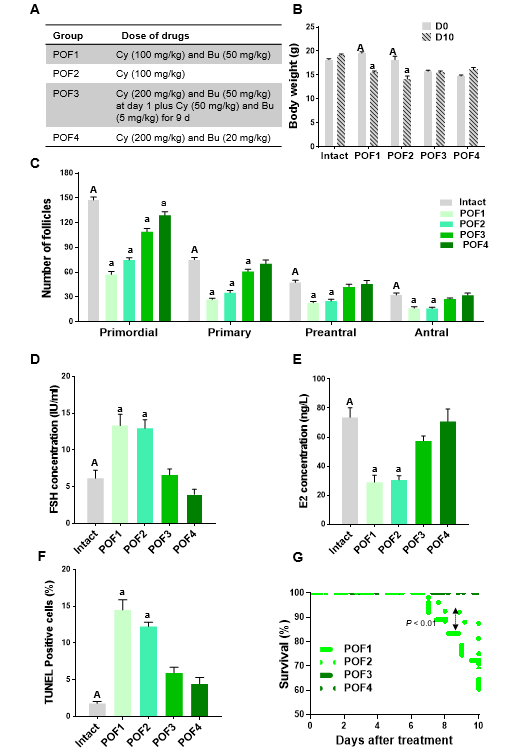 A
Group Dose of drugs
POF1 Cy (100 mg/kg) and Bu (50 mg/kg)
POF2 Cy (100 mg/kg)
POF3 Cy (200 mg/kg) and Bu (50 mg/kg)
at day 1 plus Cy (50 mg/kg) and Bu
(5 mg/kg) for 9 d
POF4 Cy (200 mg/kg) and Bu (20 mg/kg)
B
D0
D10
Body weight (g)
25
20
15
10
5
0
A A
a a
Intact POF1 POF2 POF3 POF4
C
Number of follicles
180
150
120
90
60
30
0
A a a a a
A a a a
A a a
A a a
Primordial Primary Preantral Antral
Intact
POF1
POF2
POF3
POF4
D
FSH concentration (IU/ml)
20
15
10
5
0
A a a
Intact POF1 POF2 POF3 POF4
E
E2 concentration (ng/L)
100
80
60
40
20
0
A a a
Intact POF1 POF2 POF3 POF4
F
TUNEL Positive cells (%)
20
15
10
5
0
A a a
Intact POF1 POF2 POF3 POF4
G
Survival (%)
100
90
80
70
60
50
P < 0.01
POF1
POF2
POF3
POF4
0 2 4 6 8 10
Days after treatment